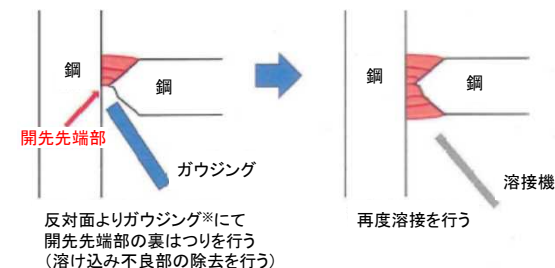 鋼
鋼
開先先端部
ガウジング
反対面よりガウジング※にて
開先先端部の裏はつりを行う
（溶け込み不良部の除去を行う）
鋼
鋼
溶接機
再度溶接を行う